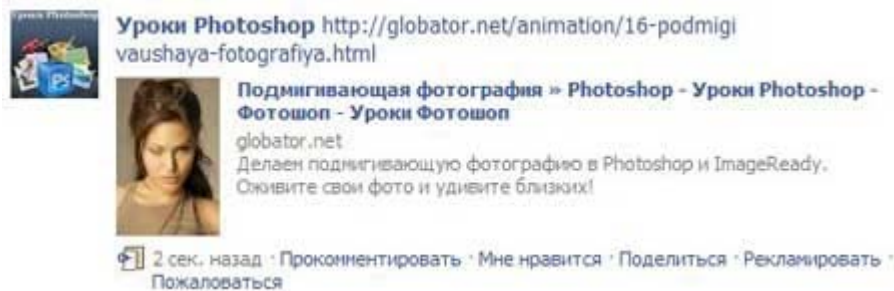 Уроки Photoshop
Уроки Photoshop http://globator.net/animation/16-podmigi
vaushaya-fotografiya.html
Подмигивающая фотография » Photoshop - Уроки Photoshop -
Фотошоп - Уроки Фотошоп
globator.net
Делаем подмигивающую фотографию в Photoshop и ImageReady.
Оживите свои фото и удивите близких!
2 сек. назад · Прокомментировать · Мне нравится · Поделиться · Рекламировать ·
Пожаловаться